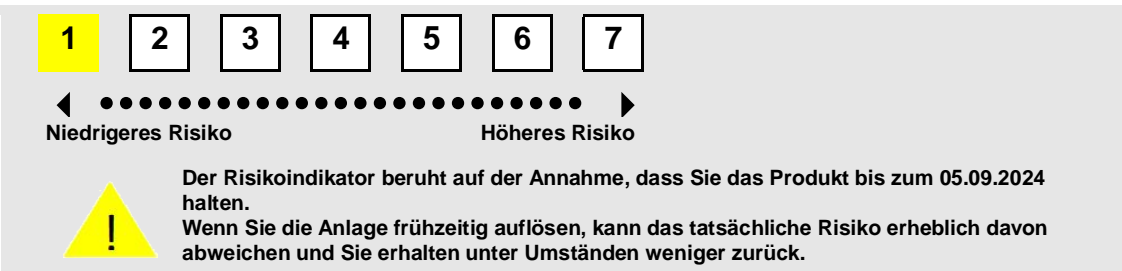 1 2 3 4 5 6 7
Niedrigeres Risiko Höheres Risiko
Der Risikoindikator beruht auf der Annahme, dass Sie das Produkt bis zum 05.09.2024
halten.
Wenn Sie die Anlage frühzeitig auflösen, kann das tatsächliche Risiko erheblich davon
abweichen und Sie erhalten unter Umständen weniger zurück.
!